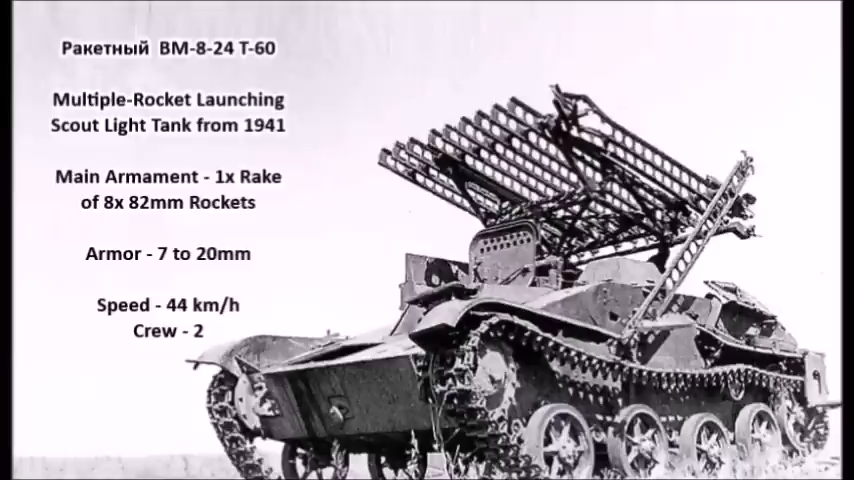 Ракетный ВМ-8-24 Т-60
Multiple-Rocket Launching
Scout Light Tank from 1941
Main Armament - 1x Rake
of 8x 82mm Rockets
Armor - 7 to 20mm
Speed - 44 km/h
Crew - 2